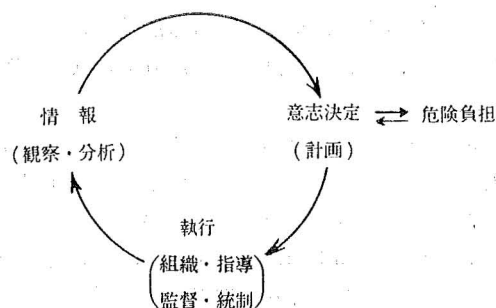 情報
(観察・分析)
意志決定 ⇄ 危険負担
(計画)
執行
(組織・指導
監督・統制)